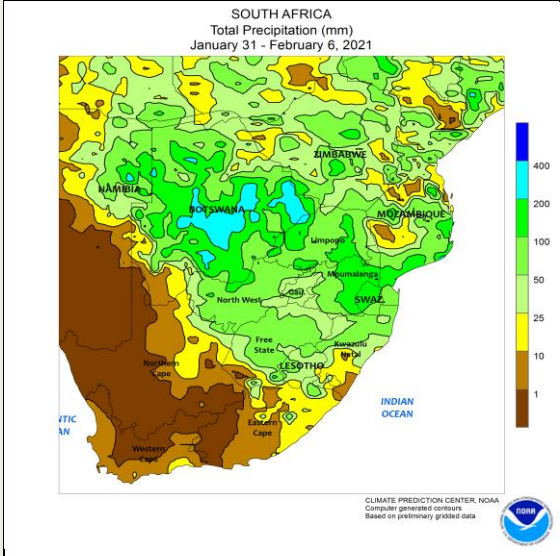 SOUTH AFRICA
Total Precipitation (mm)
January 31 - February 6, 2021
ZIMBABWE
NAMIBIA
BOTSWANA
MOZAMBIQUE
Limpopo
Mpumalanga
North West
Gau.
SWAZ.
Free
State
Kwazulu
Natal
LESOTHO
Northern
Cape
Eastern
Cape
Western
Cape
NTIC
AN
INDIAN
OCEAN
400
200
100
50
25
10
1
CLIMATE PREDICTION CENTER, NOAA
Computer generated contours
Based on preliminary gridded data
NOAA